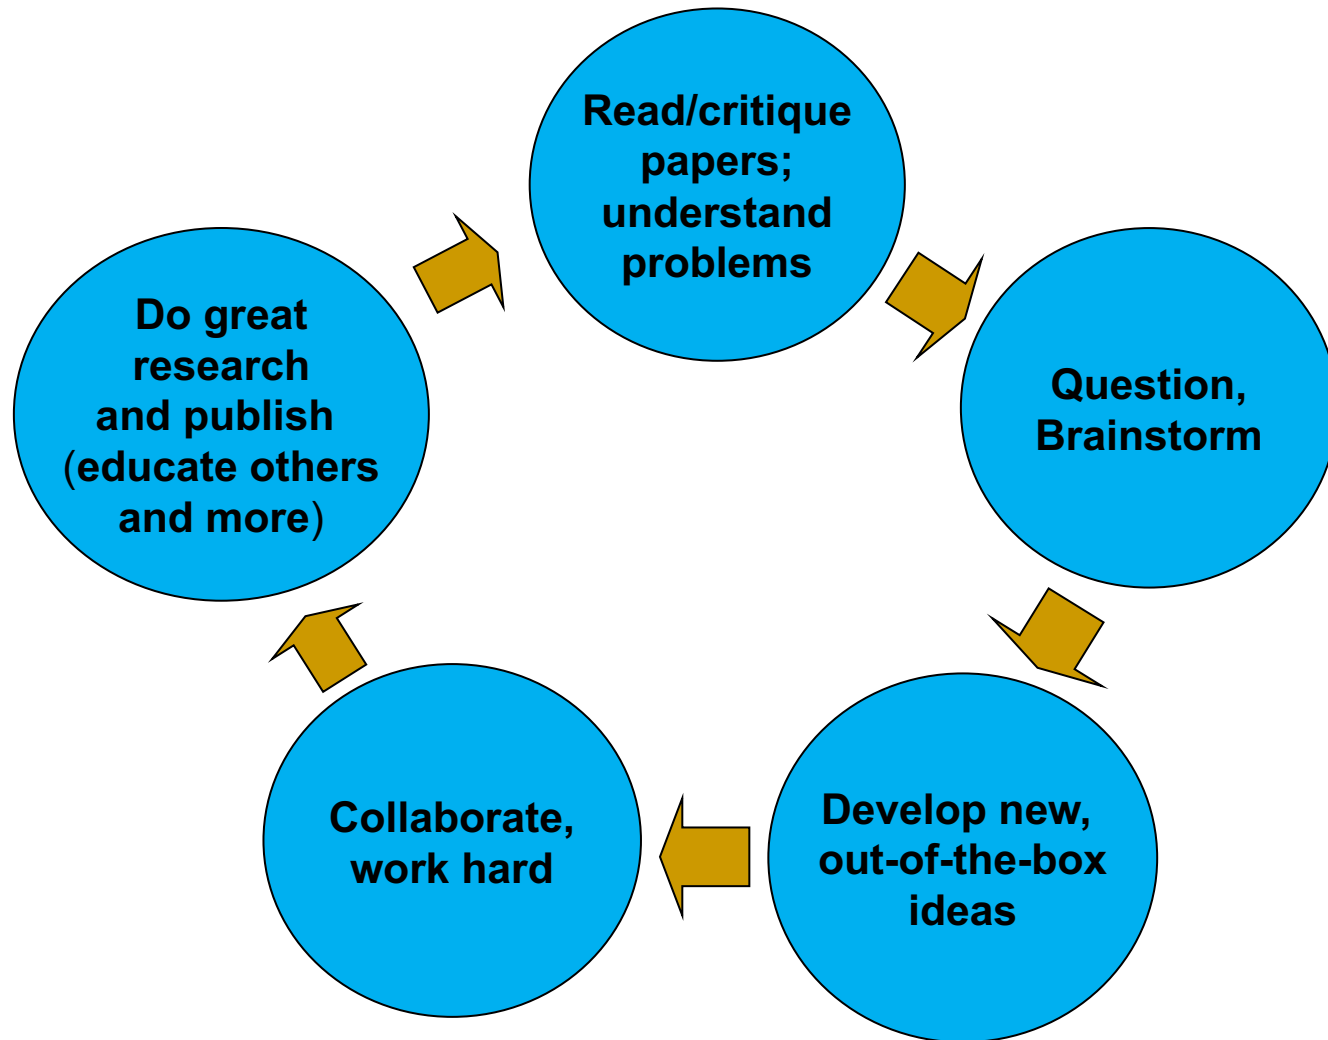 Read/critique
papers;
understand
problems
Question,
Brainstorm
Develop new,
out-of-the-box
ideas
Collaborate,
work hard
Do great
research
and publish
(educate others
and more)